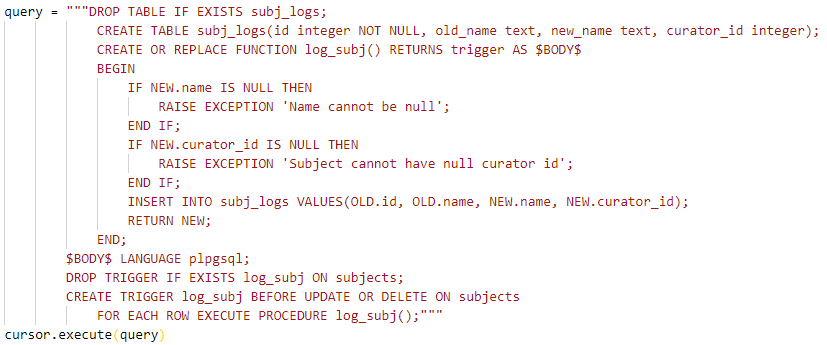 query = """DROP TABLE IF EXISTS subj_logs;
CREATE TABLE subj_logs(id integer NOT NULL, old_name text, new_name text, curator_id integer);
CREATE OR REPLACE FUNCTION log_subj() RETURNS trigger AS $BODY$
BEGIN
IF NEW.name IS NULL THEN
RAISE EXCEPTION 'Name cannot be null';
END IF;
IF NEW.curator_id IS NULL THEN
RAISE EXCEPTION 'Subject cannot have null curator id';
END IF;
INSERT INTO subj_logs VALUES(OLD.id, OLD.name, NEW.name, NEW.curator_id);
RETURN NEW;
END;
$BODY$ LANGUAGE plpgsql;
DROP TRIGGER IF EXISTS log_subj ON subjects;
CREATE TRIGGER log_subj BEFORE UPDATE OR DELETE ON subjects
FOR EACH ROW EXECUTE PROCEDURE log_subj();"""
cursor.execute(query)